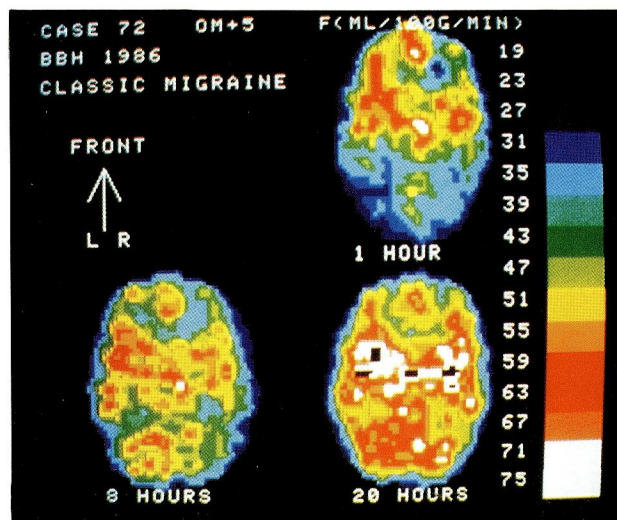 CASE 72 OM+5 F(ML/100G/MIN)
BBH 1986
CLASSIC MIGRAINE
FRONT
L R
1 HOUR
8 HOURS
20 HOURS
19
23
27
31
35
39
43
47
51
55
59
63
67
71
75